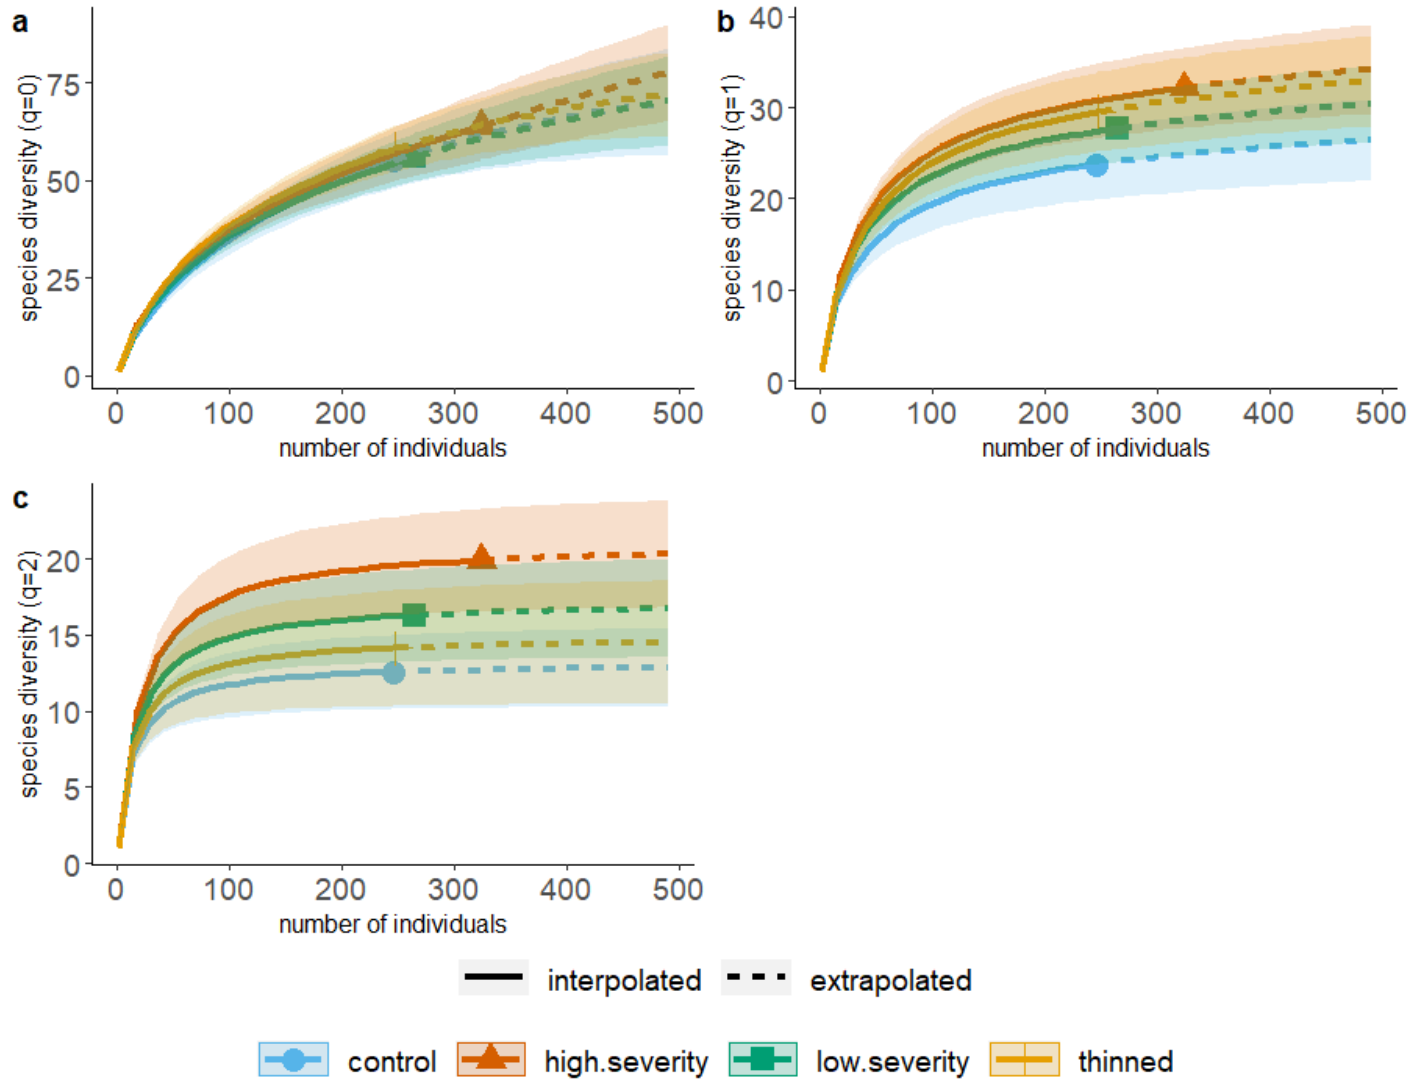 a
species diversity (q=0)
75
50
25
0
0 100 200 300 400 500
number of individuals
b
species diversity (q=1)
40
30
20
10
0
0 100 200 300 400 500
number of individuals
c
species diversity (q=2)
20
15
10
5
0
0 100 200 300 400 500
number of individuals
interpolated extrapolated
control high.severity low.severity thinned